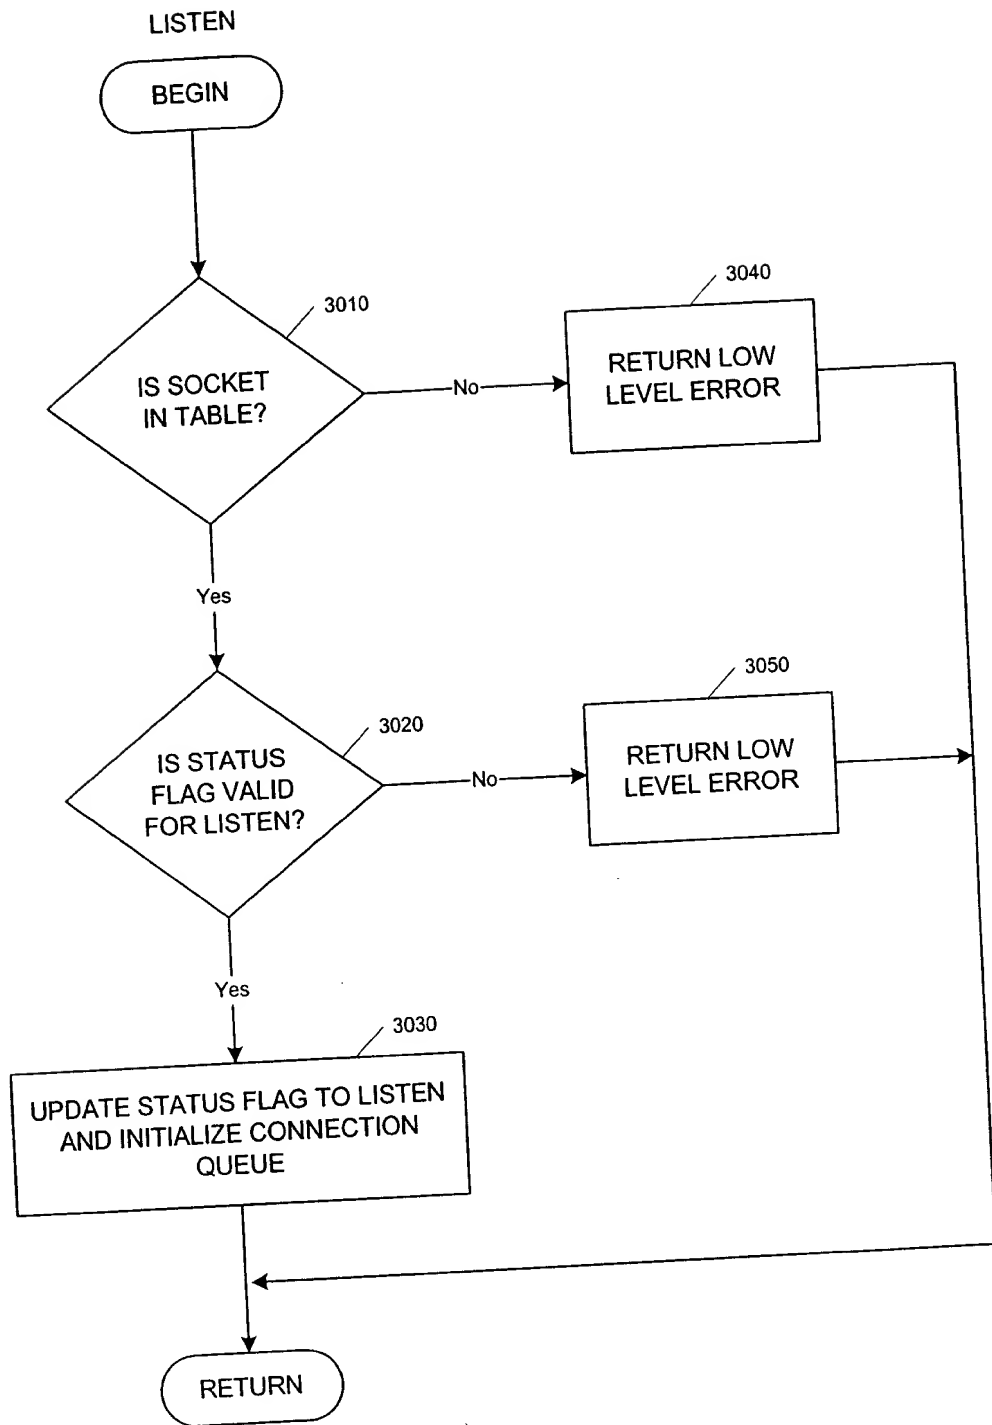 LISTEN
BEGIN
3010
IS SOCKET
IN TABLE?
No
3040
RETURN LOW
LEVEL ERROR
Yes
3020
IS STATUS
FLAG VALID
FOR LISTEN?
No
3050
RETURN LOW
LEVEL ERROR
Yes
3030
UPDATE STATUS FLAG TO LISTEN
AND INITIALIZE CONNECTION
QUEUE
RETURN